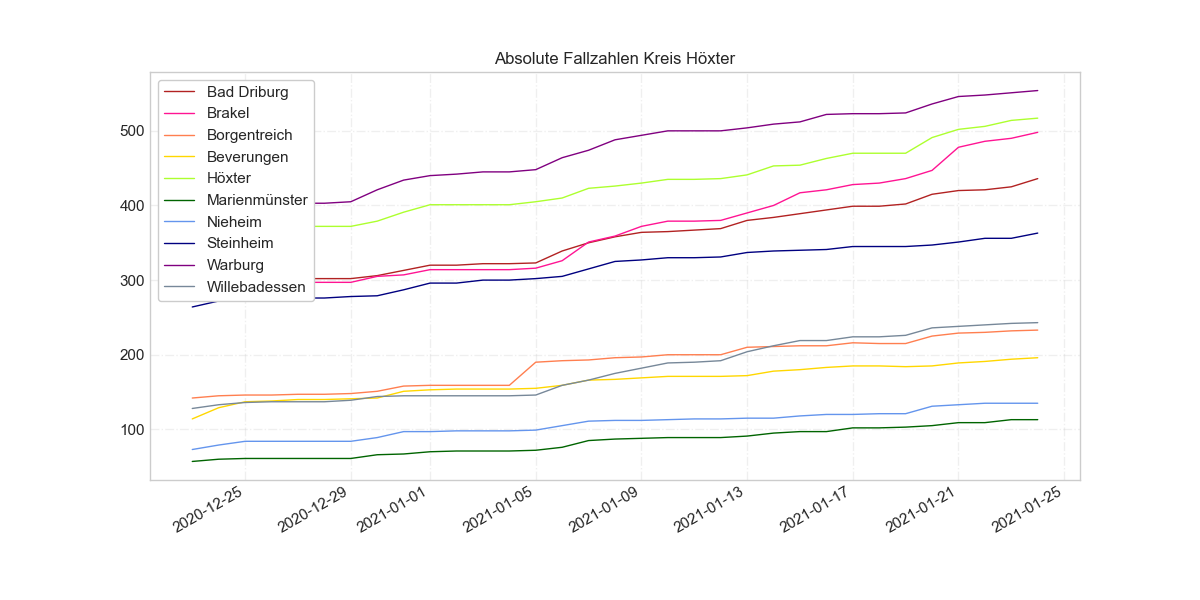 Absolute Fallzahlen Kreis Höxter
Bad Driburg
Brakel
Borgentreich
Beverungen
Höxter
Marienmünster
Nieheim
Steinheim
Warburg
Willebadessen
500
400
300
200
100
2020-12-25
2020-12-29
2021-01-01
2021-01-05
2021-01-09
2021-01-13
2021-01-17
2021-01-21
2021-01-25